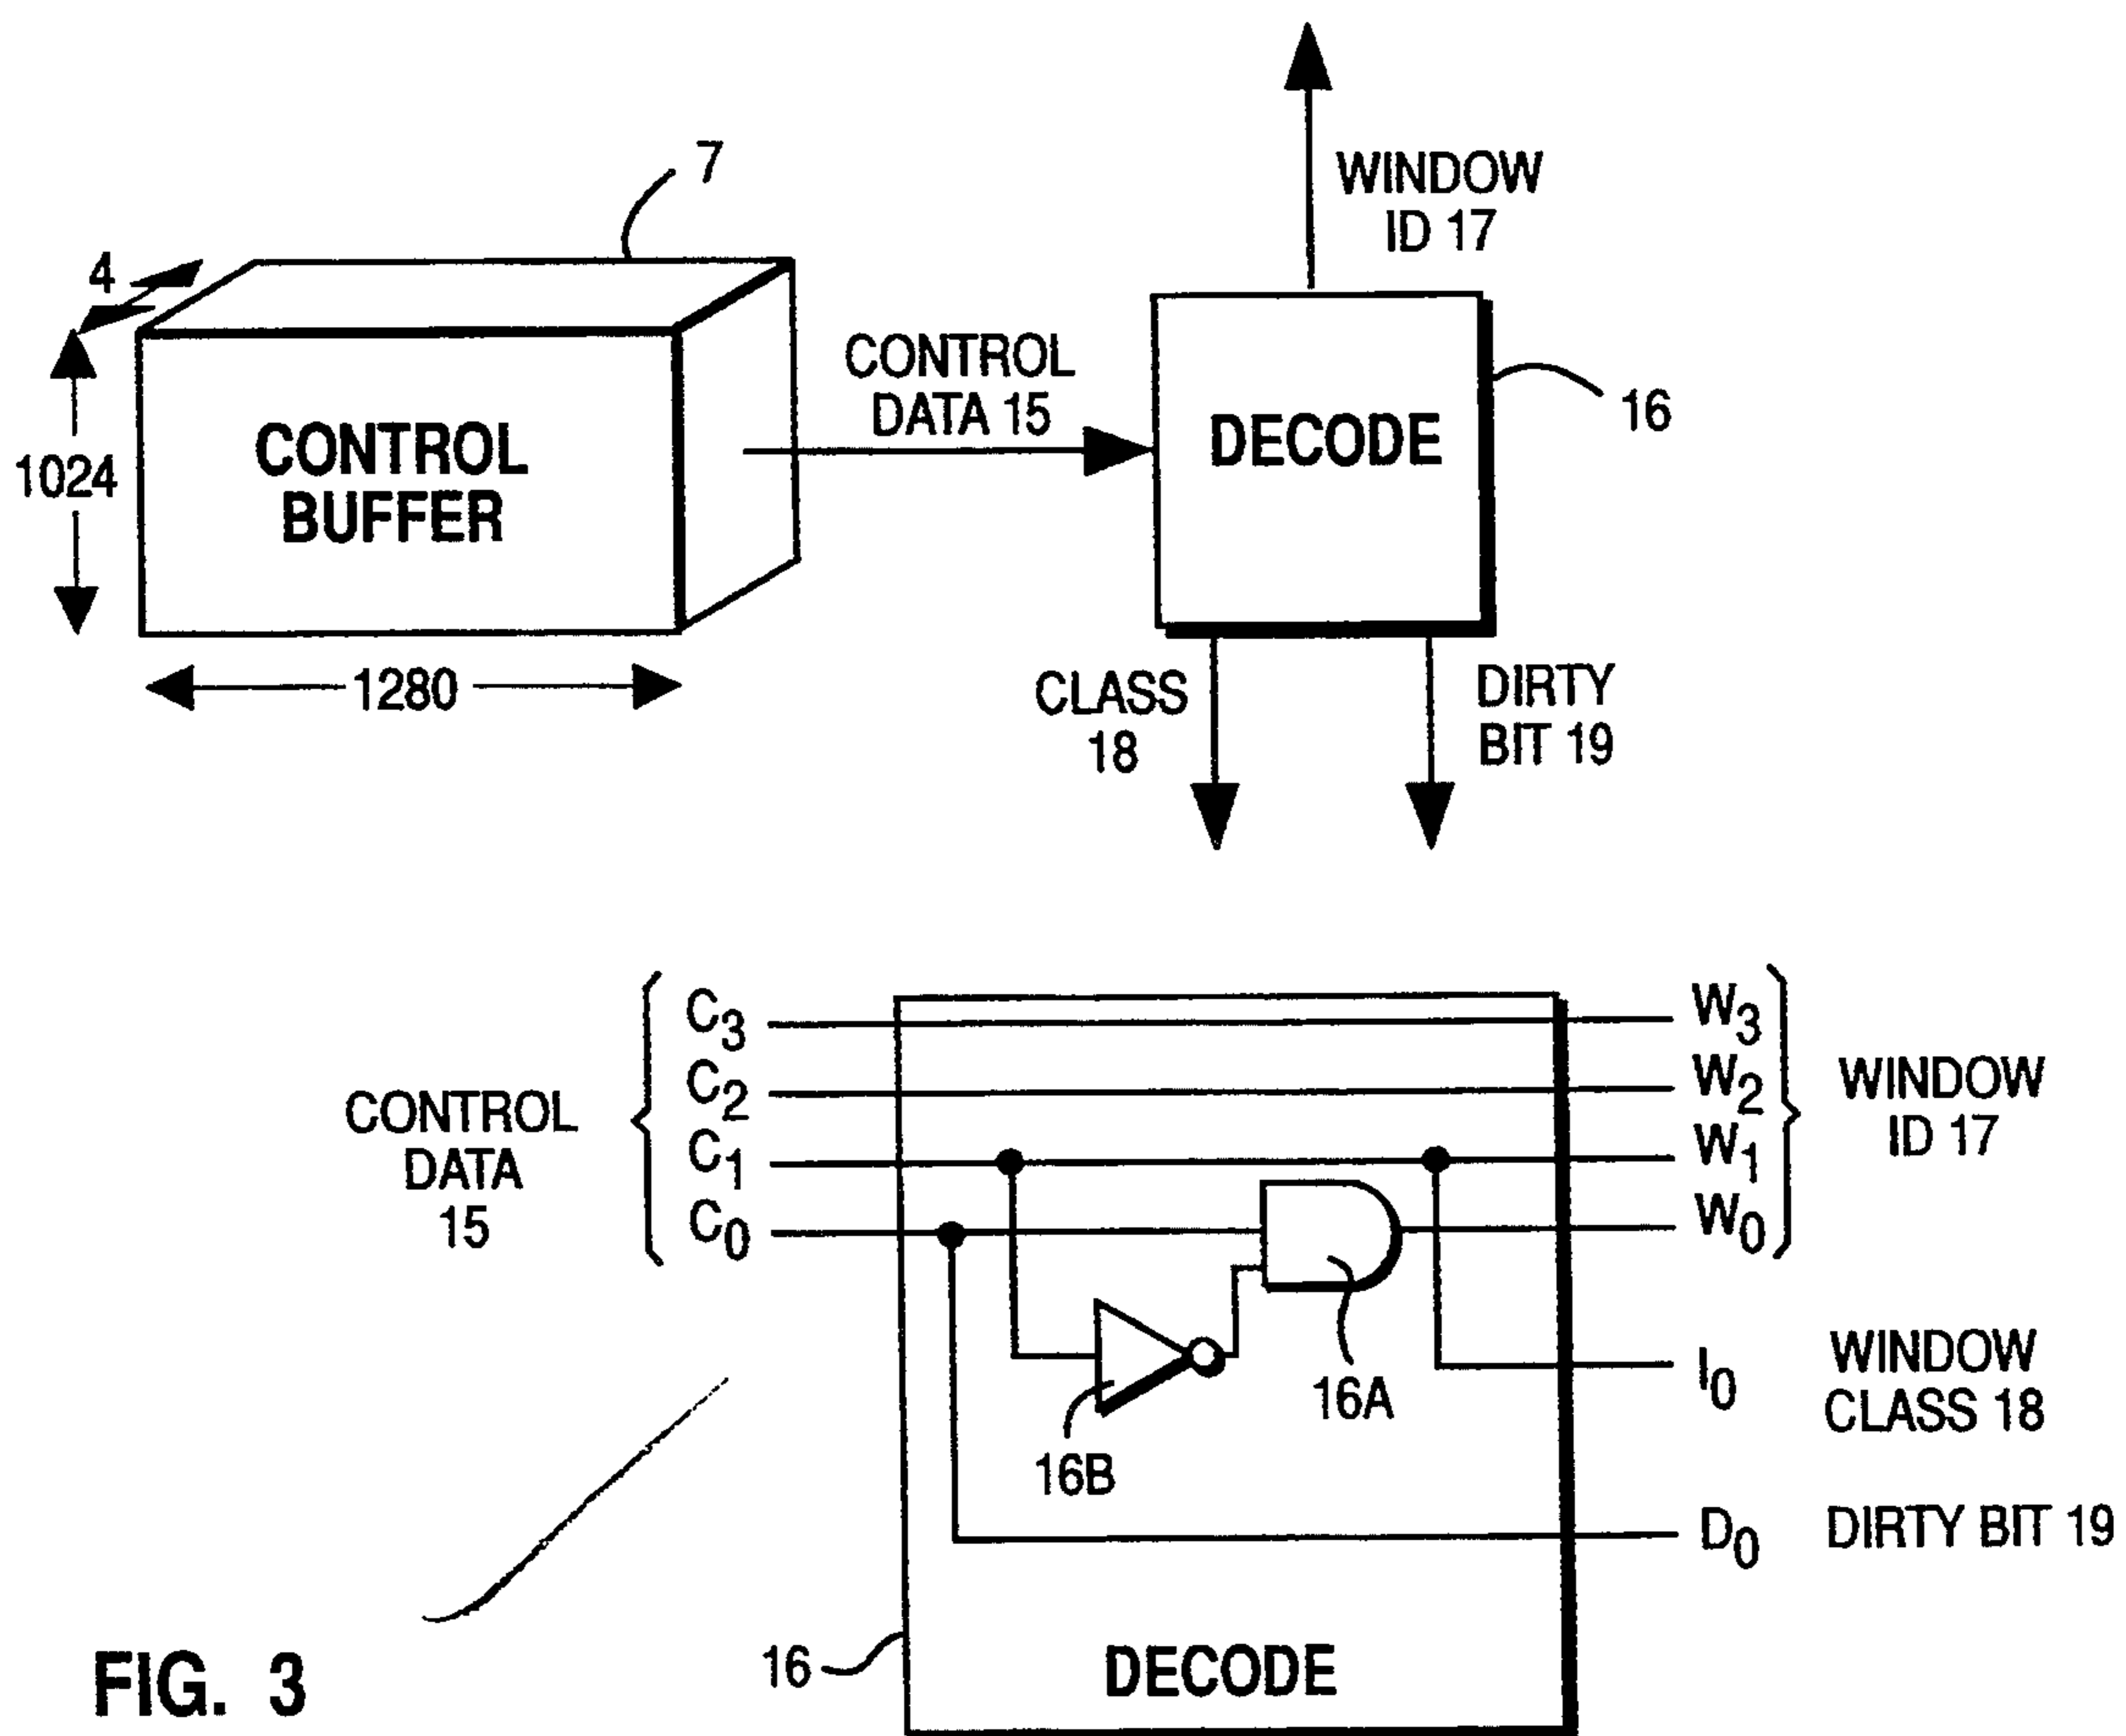 7
4
1024
CONTROL
BUFFER
1280
CONTROL
DATA 15
WINDOW
ID 17
DECODE
16
CLASS
18
DIRTY
BIT 19
CONTROL
DATA
15
C3
C2
C1
C0
W3
W2
W1
W0
WINDOW
ID 17
16A
16B
I0
WINDOW
CLASS 18
D0
DIRTY BIT 19
16
DECODE
FIG. 3